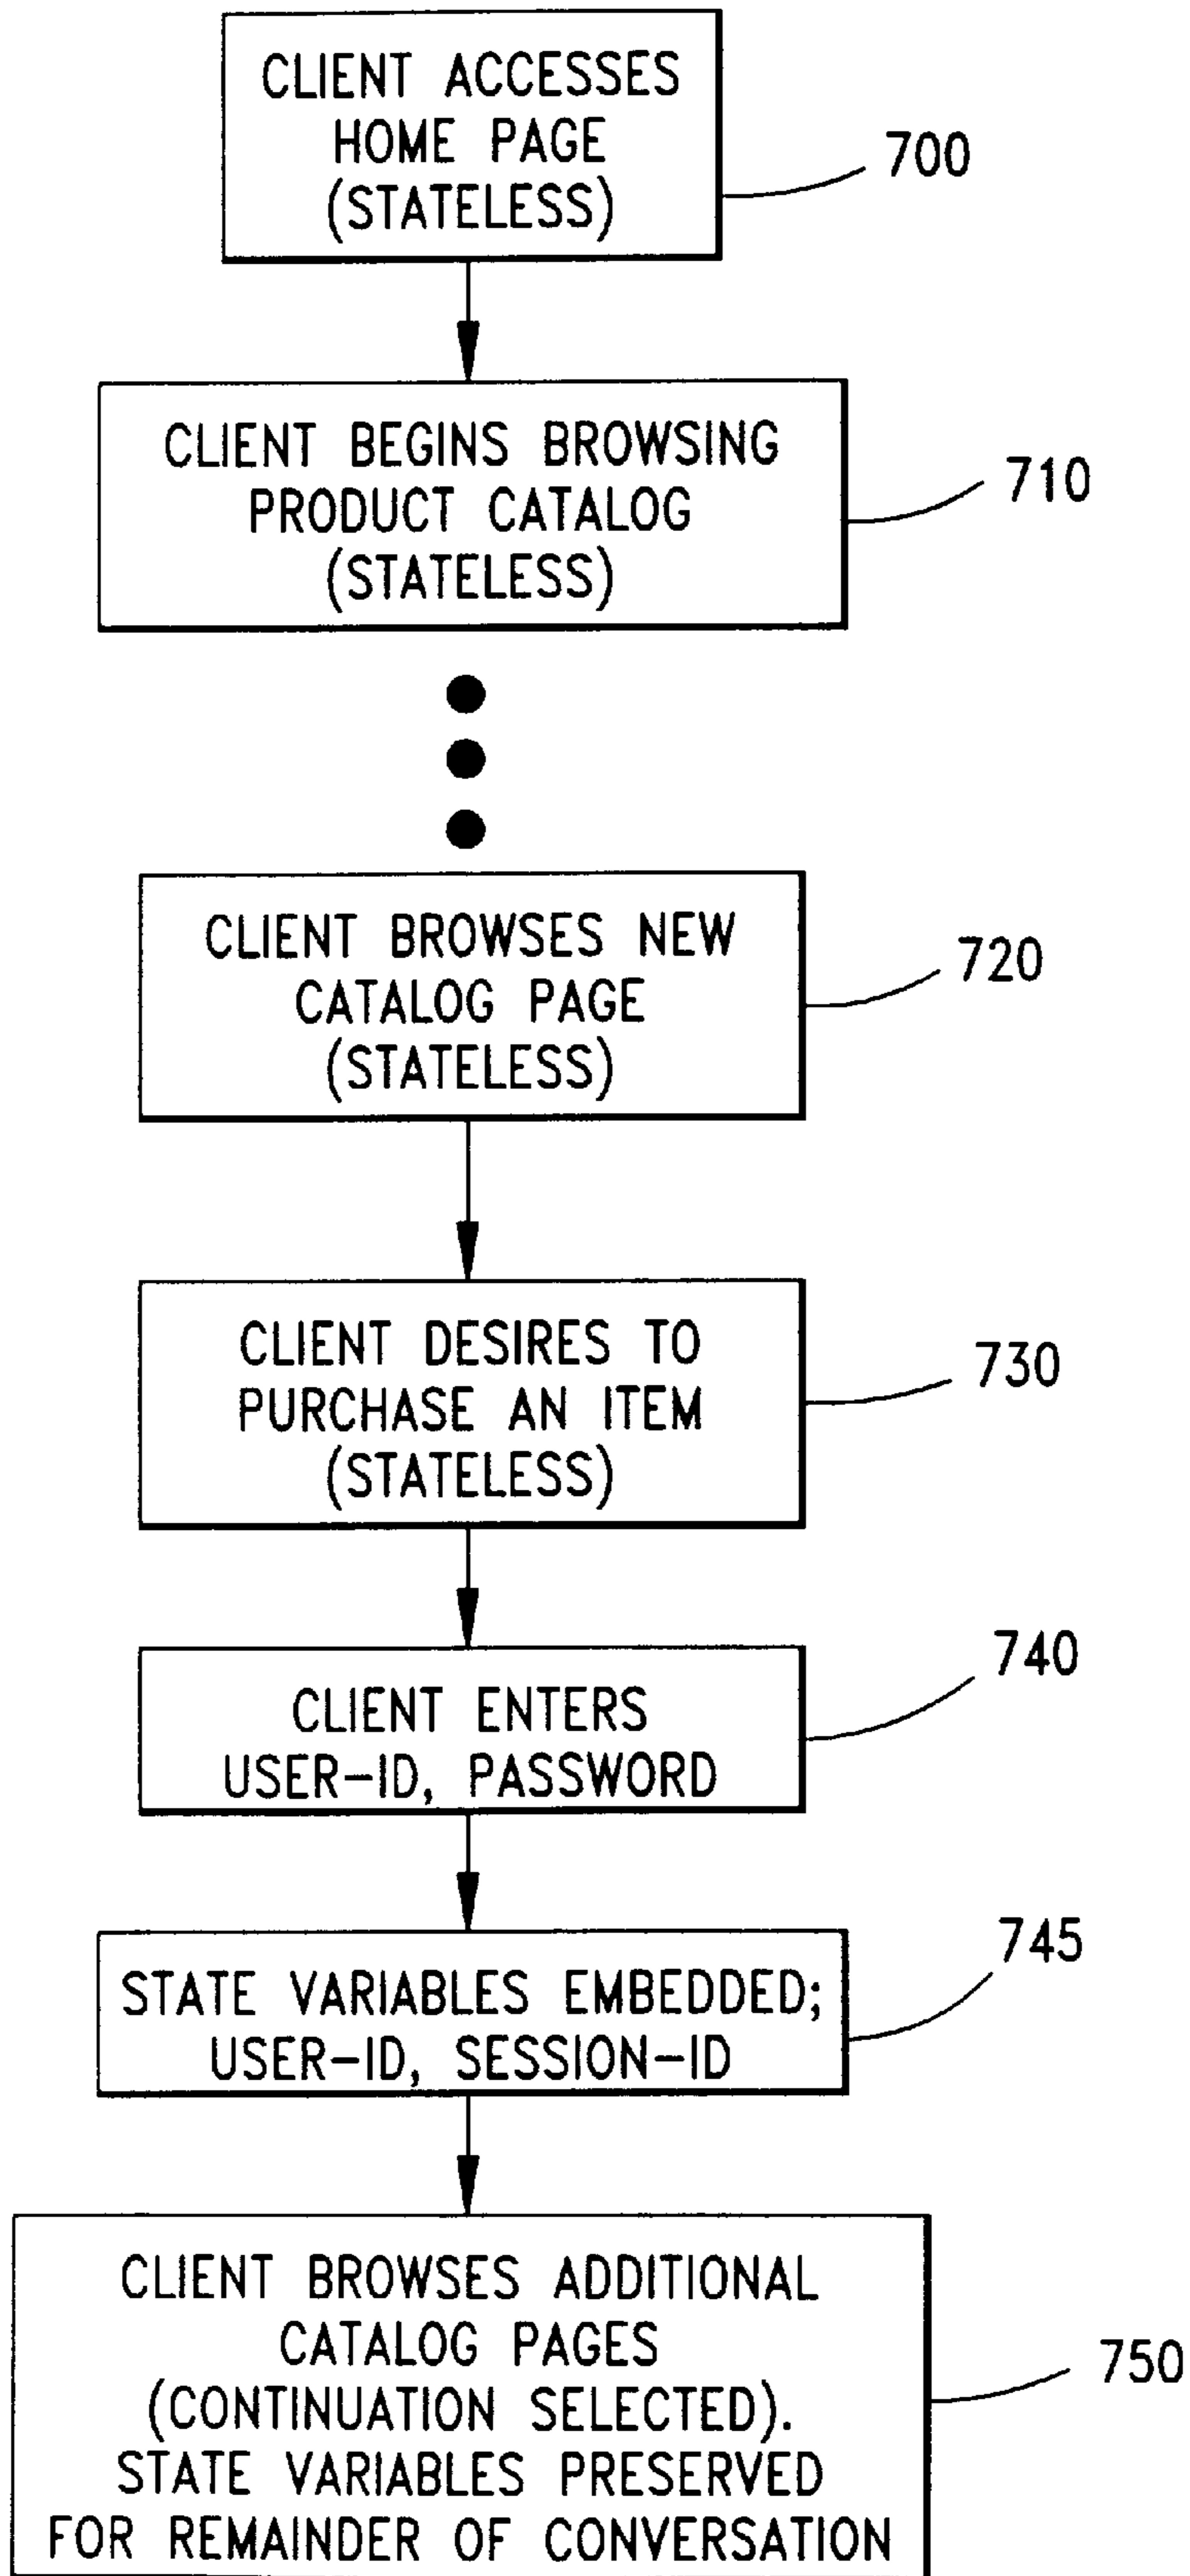 CLIENT ACCESSES
HOME PAGE
(STATELESS)
700
CLIENT BEGINS BROWSING
PRODUCT CATALOG
(STATELESS)
710
CLIENT BROWSES NEW
CATALOG PAGE
(STATELESS)
720
CLIENT DESIRES TO
PURCHASE AN ITEM
(STATELESS)
730
CLIENT ENTERS
USER-ID, PASSWORD
740
STATE VARIABLES EMBEDDED;
USER-ID, SESSION-ID
745
CLIENT BROWSES ADDITIONAL
CATALOG PAGES
(CONTINUATION SELECTED).
STATE VARIABLES PRESERVED
FOR REMAINDER OF CONVERSATION
750